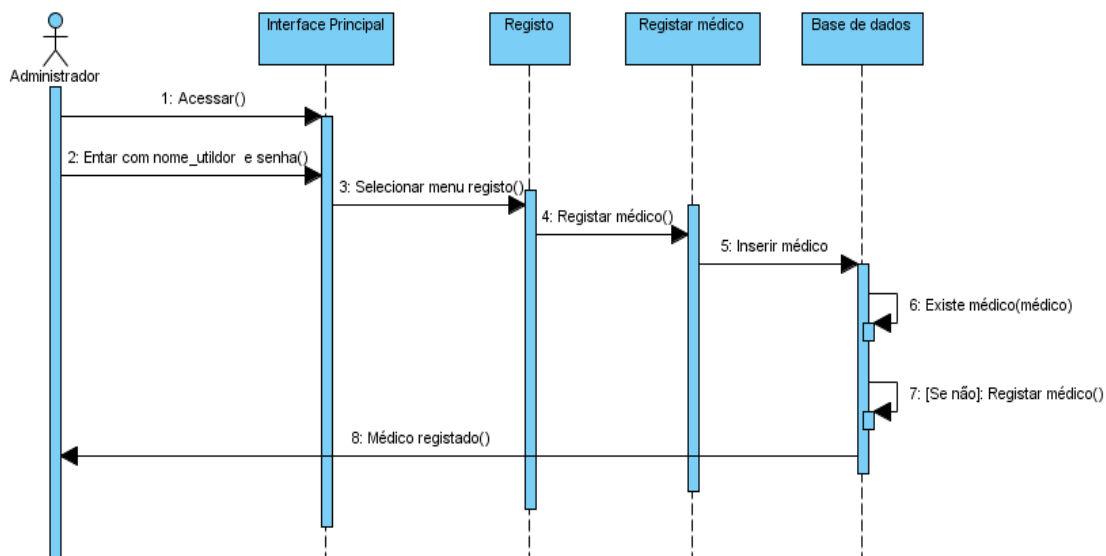 Interface Principal
Registo
Registar médico
Base de dados
Administrador
1: Acessar()
2: Entar com nome_utildor e senha()
3: Selecionar menu registo()
4: Registar médico()
5: Inserir médico
6: Existe médico(médico)
7: [Se não]: Registar médico()
8: Médico registado()